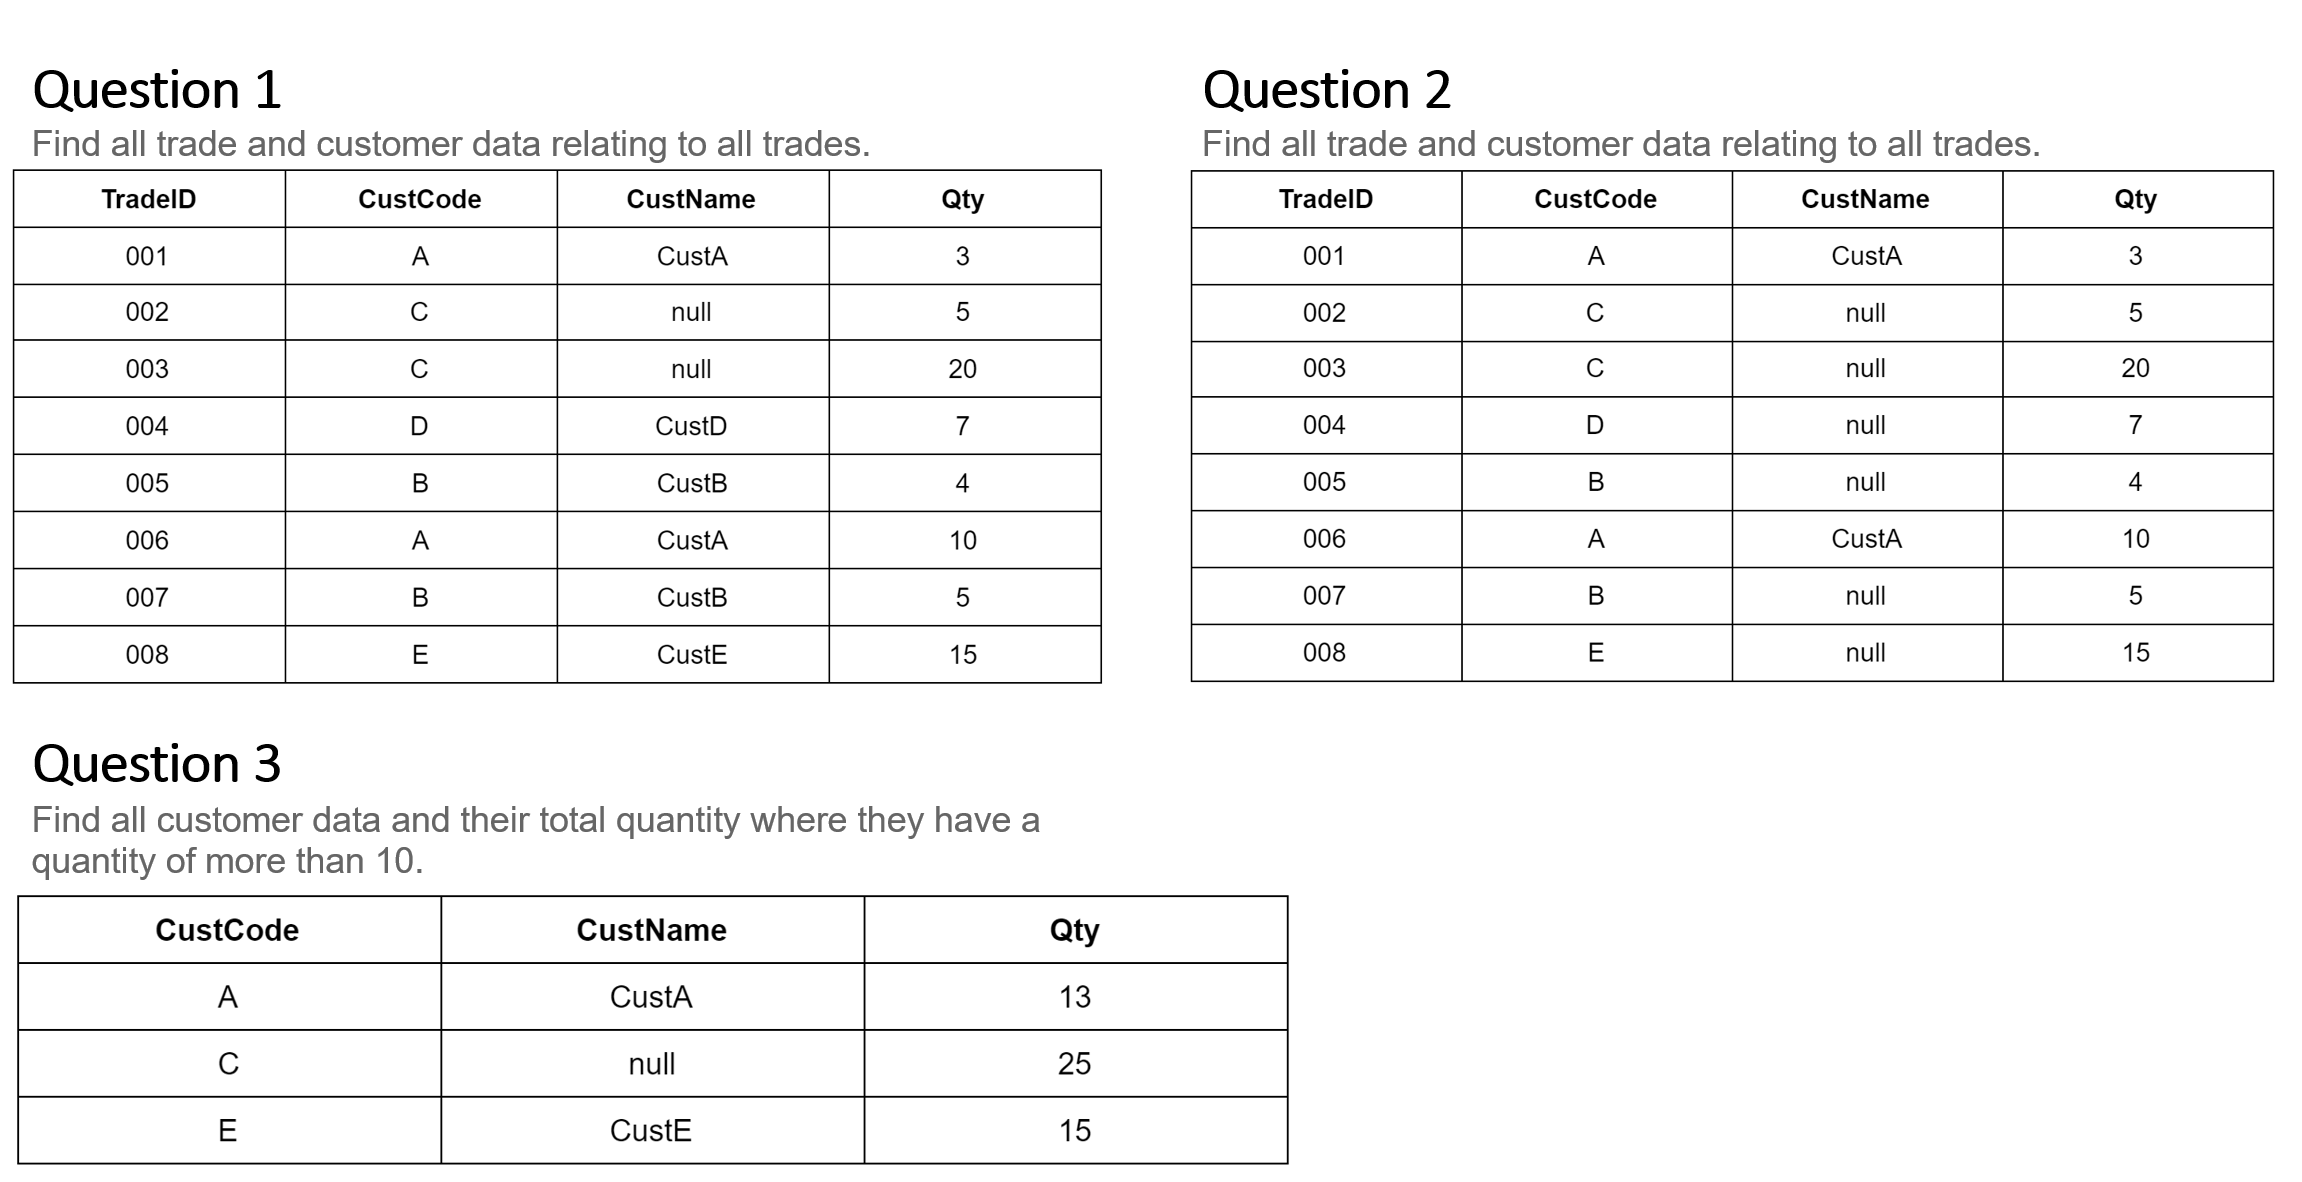 Question 1
Find all trade and customer data relating to all trades.
TradeID CustCode CustName Qty
001 A CustA 3
002 C null 5
003 C null 20
004 D CustD 7
005 B CustB 4
006 A CustA 10
007 B CustB 5
008 E CustE 15
Question 2
Find all trade and customer data relating to all trades.
TradeID CustCode CustName Qty
001 A CustA 3
002 C null 5
003 C null 20
004 D null 7
005 B null 4
006 A CustA 10
007 B null 5
008 E null 15
Question 3
Find all customer data and their total quantity where they have a
quantity of more than 10.
CustCode CustName Qty
A CustA 13
C null 25
E CustE 15